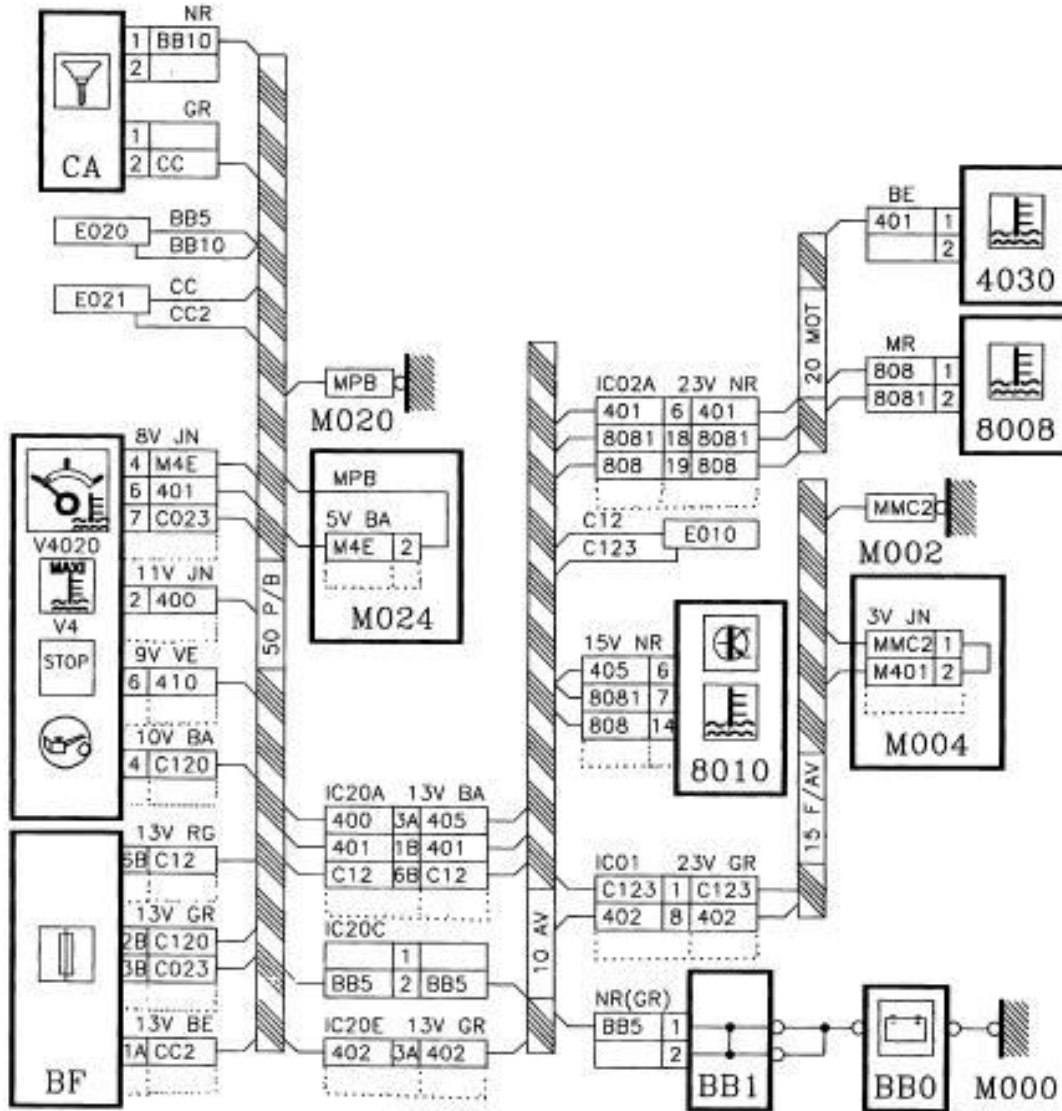 NR
1 BB10
2
GR
1
2 CC
CA
E020
BB5
BB10
E021
CC
CC2
MPB
M020
8V JN
4 M4E
6 401
7 C023
V4020
MAXI
V4
11V JN
2 400
STOP
9V VE
6 410
10V BA
4 C120
MPB
5V BA
M4E 2
M024
50 P/B
13V RG
6B C12
13V GR
2B C120
3B C023
13V BE
1A CC2
BF
IC20A 13V BA
400 3A 405
401 1B 401
C12 6B C12
IC20C
1
BB5 2 BB5
IC20E 13V GR
402 3A 402
10 AV
IC02A 23V NR
401 6 401
8081 18 8081
808 19 808
C12
C123
E010
15V NR
405 6
8081 7
808 14
8010
IC01 23V GR
C123 1 C123
402 8 402
NR(GR)
BB5 1
2
BB1
BB0
M000
20 MOT
BE
401 1
2
4030
MR
808 1
8081 2
8008
MMC2
M002
3V JN
MMC2 1
M401 2
M004
15 F/AV